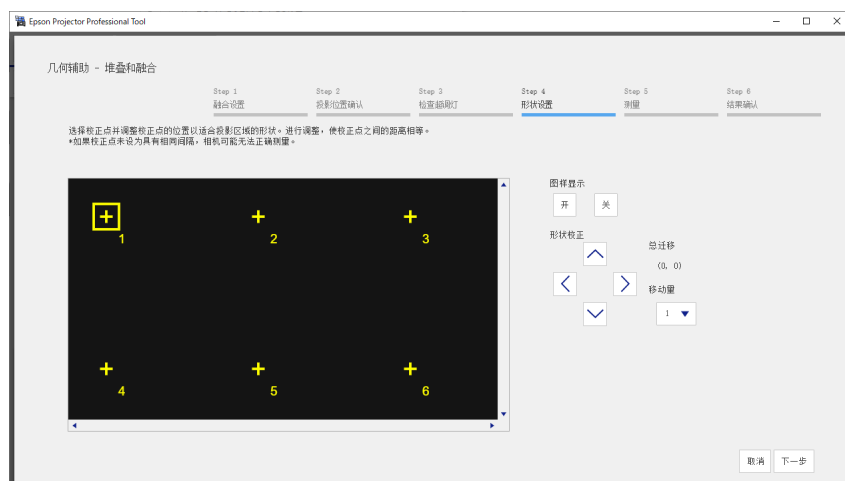 Epson Projector Professional Tool
几何辅助 - 堆叠和融合
Step 1
融合设置
Step 2
投影位置确认
Step 3
检查超周灯
Step 4
形状设置
Step 5
测量
Step 6
结果确认
选择校正点并调整校正点的位置以适合投影区域的形状。进行调整，使校正点之间的距离相等。
*如果校正点未设为具有相同间隔，相机可能无法正确测量。
1
2
3
4
5
6
图样显示
开
关
形状校正
总迁移
(0, 0)
移动量
1
取消
下一步